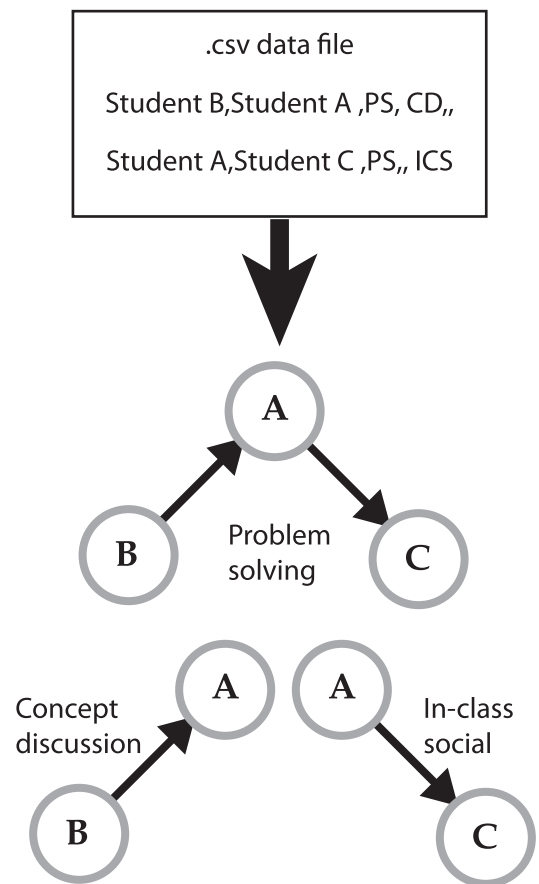 .csv data file
Student B,Student A ,PS, CD,,
Student A,Student C ,PS,, ICS
A
B
Problem
solving
C
A
A
Concept
discussion
In-class
social
B
C